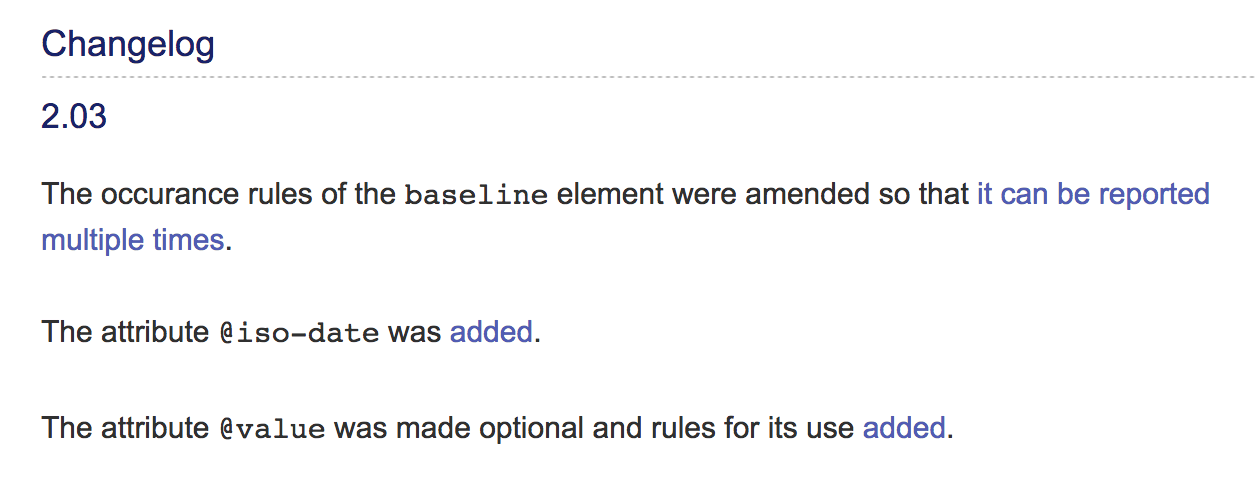 Changelog
2.03
The occurance rules of the baseline element were amended so that it can be reported
multiple times.
The attribute @iso-date was added.
The attribute @value was made optional and rules for its use added.